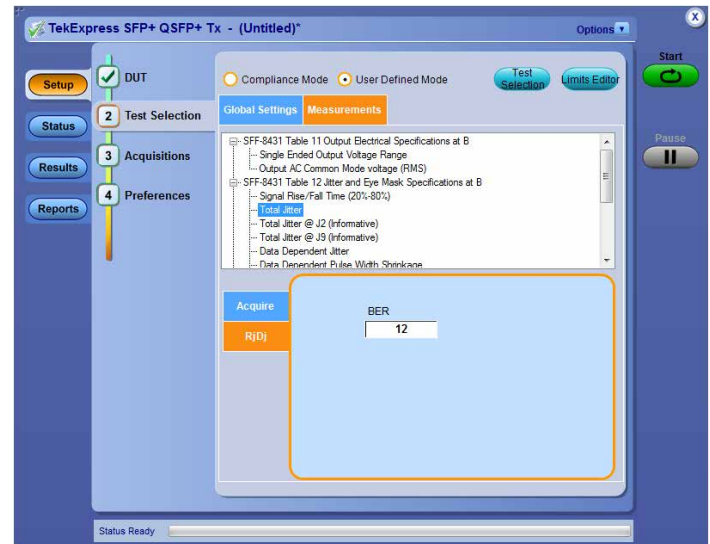 TekExpress SFP+ QSFP+ Tx - (Untitled)*
Options
x
Start
Pause
Setup
Status
Results
Reports
DUT
2 Test Selection
3 Acquisitions
4 Preferences
Compliance Mode User Defined Mode
Test Selection
Limits Editor
Global Settings Measurements
SFF-8431 Table 11 Output Electrical Specifications at B
Single Ended Output Voltage Range
Output AC Common Mode voltage (RMS)
SFF-8431 Table 12 Jitter and Eye Mask Specifications at B
Signal Rise/Fall Time (20%-80%)
Total Jitter
Total Jitter @ J2 (Informative)
Total Jitter @ J9 (Informative)
Data Dependent Jitter
Data Dependent Pulse Width Shrinkage
Acquire
RjDj
BER
12
Status Ready